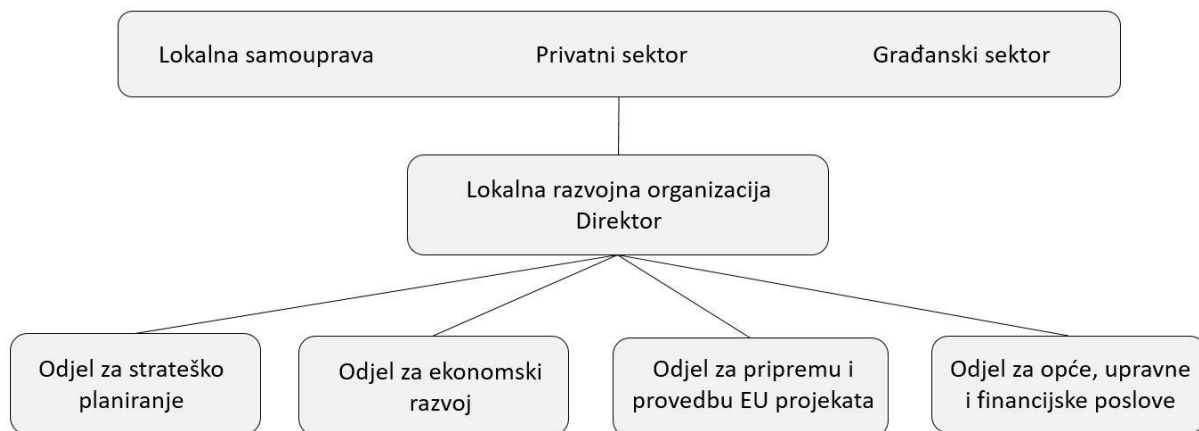 Lokalna samouprava Privatni sektor Građanski sektor
Lokalna razvojna organizacija
Direktor
Odjel za strateško
planiranje
Odjel za ekonomski
razvoj
Odjel za pripremu i
provedbu EU projekata
Odjel za opće, upravne
i financijske poslove